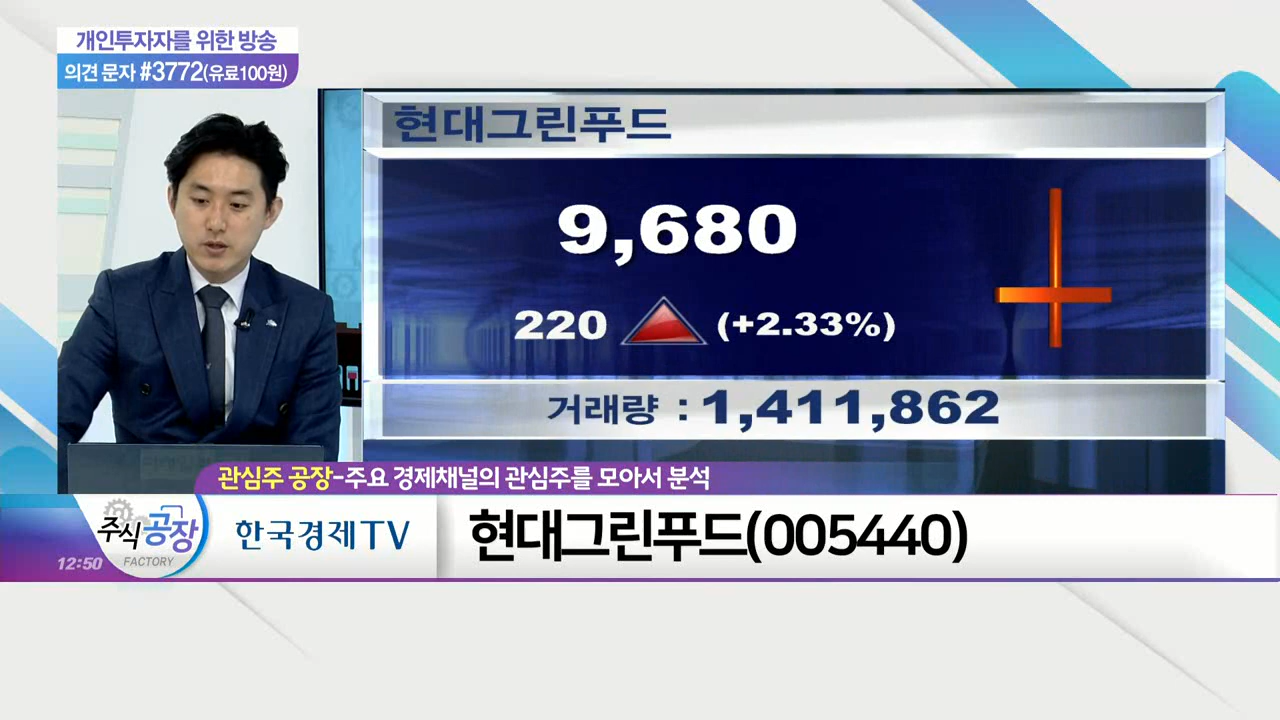 개인투자자를 위한 방송
의견 문자 #3772(유료100원)
현대그린푸드
9,680
220 (+2.33%)
거래량 : 1,411,862
관심주 공장-주요 경제채널의 관심주를 모아서 분석
주식공장
FACTORY
12:50
한국경제TV
현대그린푸드(005440)